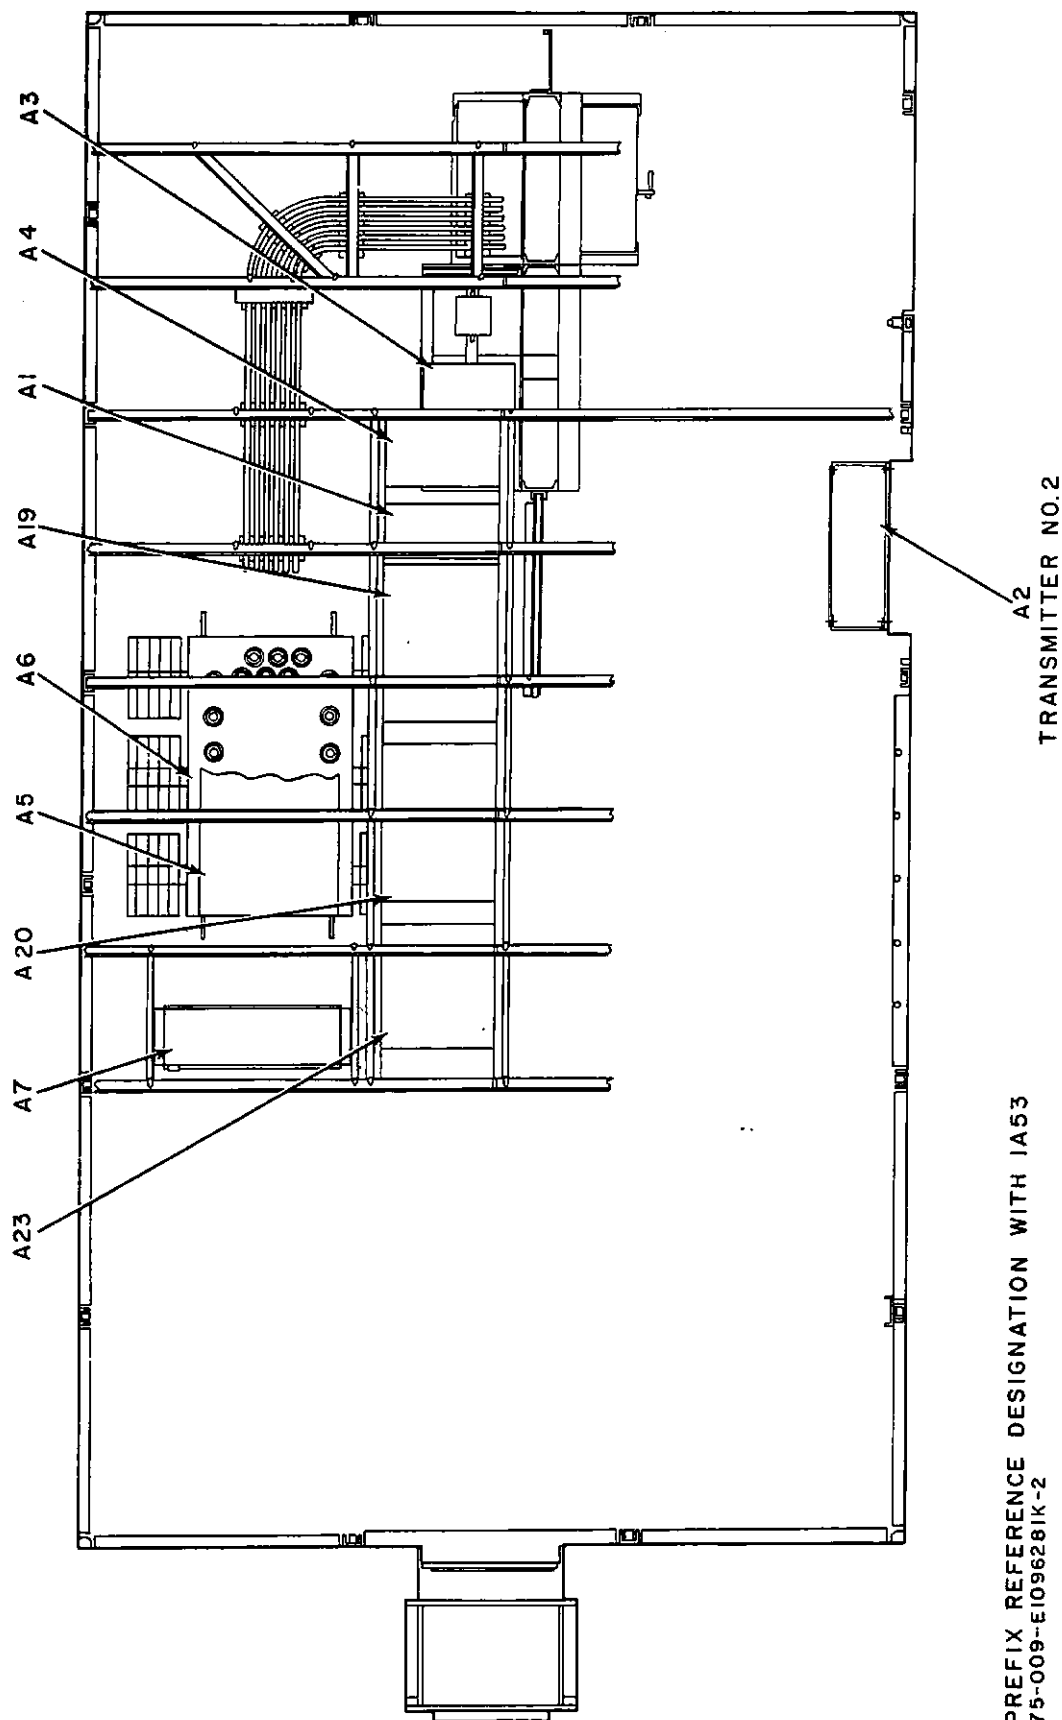 A23
A7
A20
A5
A6
A19
A1
A4
A3
A2
TRANSMITTER NO. 2
PREFIX REFERENCE DESIGNATION WITH 1A53
75-009-E109628IK-2